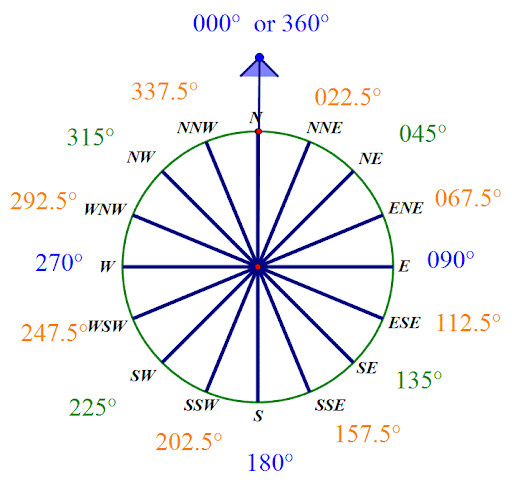 000° or 360°
337.5°
022.5°
N
NNW
NNE
315°
045°
NW
NE
292.5°
WNW
ENE
067.5°
270°
W
E
090°
247.5°
WSW
ESE
112.5°
SW
SE
135°
225°
SSW
SSE
S
202.5°
157.5°
180°